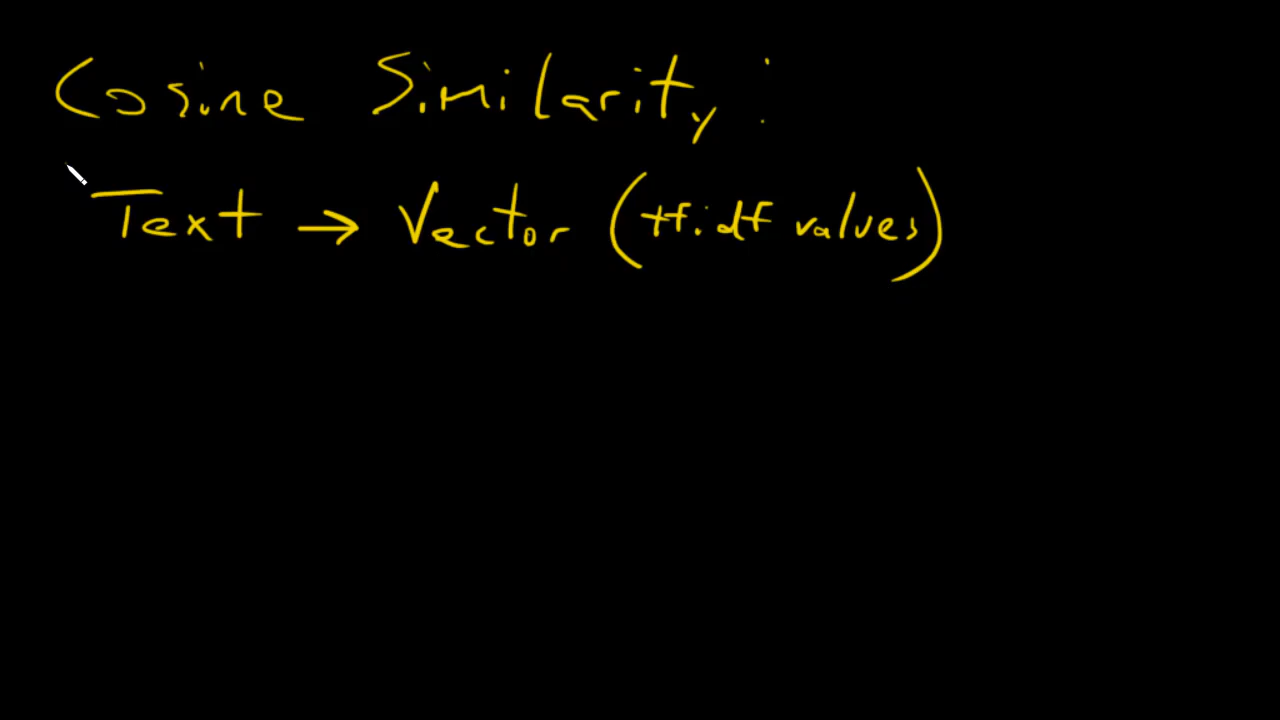 Cosine Similarity:
Text → Vector (tf.idf values)